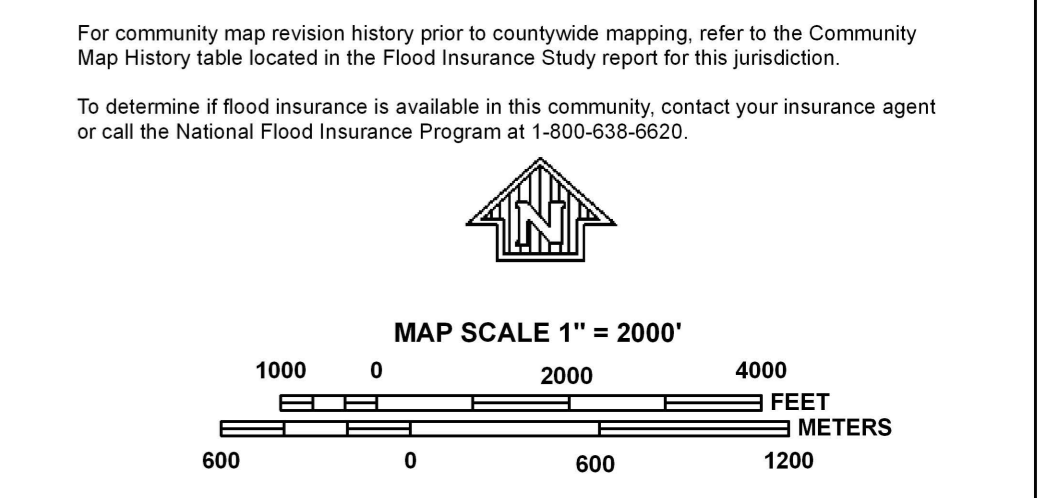 For community map revision history prior to countywide mapping, refer to the Community
Map History table located in the Flood Insurance Study report for this jurisdiction.
To determine if flood insurance is available in this community, contact your insurance agent
or call the National Flood Insurance Program at 1-800-638-6620.
N
MAP SCALE 1" = 2000'
1000 0 2000 4000
FEET
METERS
600 0 600 1200